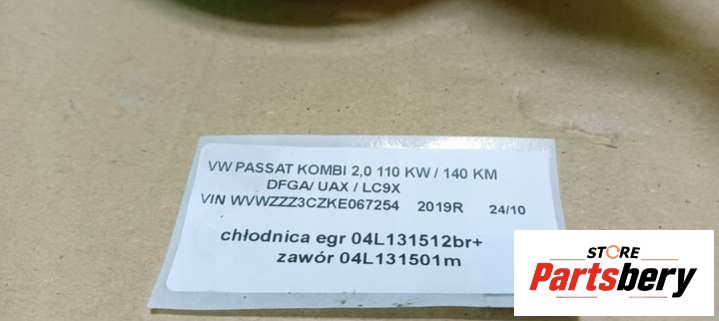 VW PASSAT KOMBI 2,0 110 KW / 140 KM
DFGA/ UAX / LC9X
VIN WVWZZZ3CZKE067254 2019R 24/10
chłodnica egr 04L131512br+
zawór 04L131501m
STORE
Partsbery